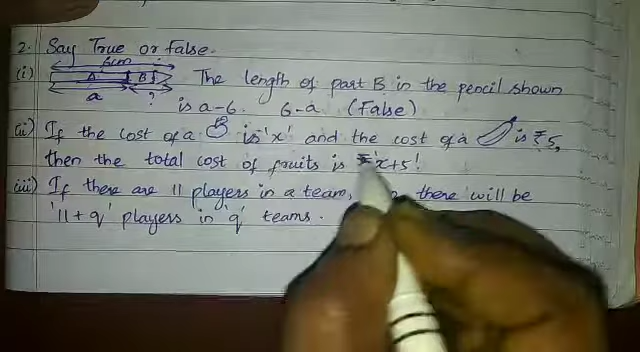 2. Say True or False.
6cm
(i) A B The length of part B in the pencil shown
a ? is a-6. 6-a (False)
(ii) If the cost of a is 'x' and the cost of a is ₹5,
then the total cost of fruits is ₹'x+5'.
(iii) If there are 11 players in a team, there will be
'11+q' players in 'q' teams.